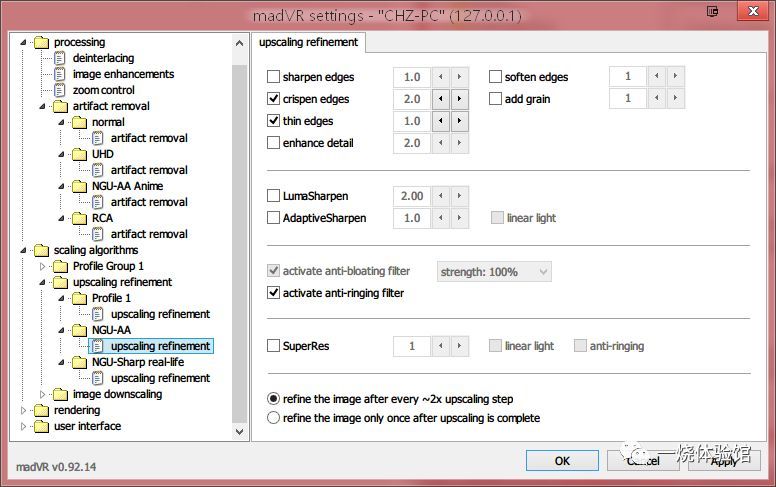 madVR settings - "CHZ-PC" (127.0.0.1)
processing
deinterlacing
image enhancements
zoom control
artifact removal
normal
artifact removal
UHD
artifact removal
NGU-AA Anime
artifact removal
RCA
artifact removal
scaling algorithms
Profile Group 1
upscaling refinement
Profile 1
upscaling refinement
NGU-AA
upscaling refinement
NGU-Sharp real-life
upscaling refinement
image downscaling
rendering
user interface
madVR v0.92.14
upscaling refinement
sharpen edges 1.0 soften edges 1
crispen edges 2.0 add grain 1
thin edges 1.0
enhance detail 2.0
LumaSharpen 2.00
AdaptiveSharpen 1.0 linear light
activate anti-bloating filter strength: 100%
activate anti-ringing filter
SuperRes 1 linear light anti-ringing
refine the image after every ~2x upscaling step
refine the image only once after upscaling is complete
OK Cancel Apply
一烧体验馆